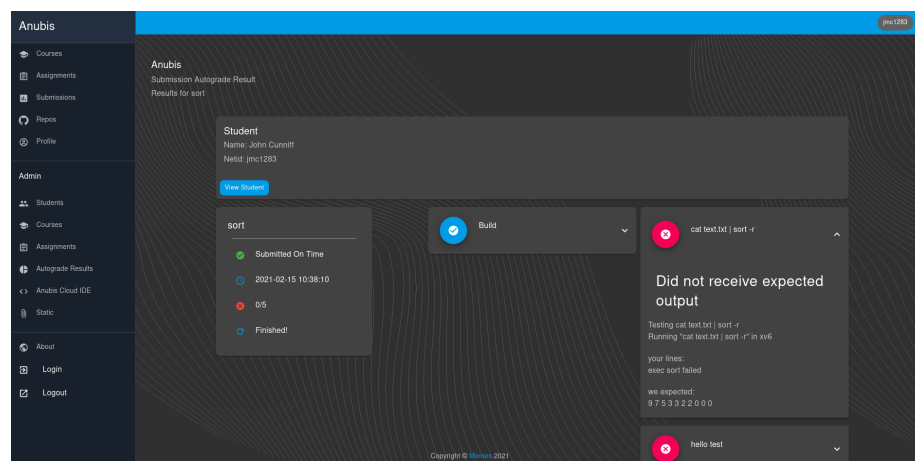 Anubis
jmc1283
Courses
Assignments
Submissions
Repos
Profile
Admin
Students
Courses
Assignments
Autograde Results
Anubis Cloud IDE
Static
About
Login
Logout
Anubis
Submission Autograde Result
Results for sort
Student
Name: John Cunniff
Netid: jmc1283
View Student
sort
Submitted On Time
2021-02-15 10:38:10
0/5
Finished!
Build
cat text.txt | sort -r
Did not receive expected
output
Testing cat text.txt | sort -r
Running "cat text.txt | sort -r" in xv6
your lines:
exec sort failed
we expected:
9 7 5 3 3 2 2 0 0 0
hello test
Copyright © Memes 2021